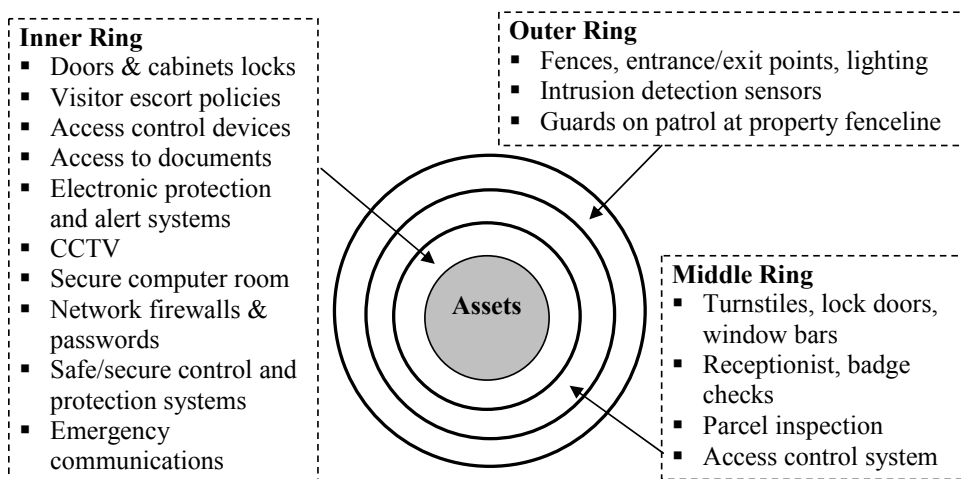 Inner Ring
▪ Doors & cabinets locks
▪ Visitor escort policies
▪ Access control devices
▪ Access to documents
▪ Electronic protection
and alert systems
▪ CCTV
▪ Secure computer room
▪ Network firewalls &
passwords
▪ Safe/secure control and
protection systems
▪ Emergency
communications
Outer Ring
▪ Fences, entrance/exit points, lighting
▪ Intrusion detection sensors
▪ Guards on patrol at property fenceline
Assets
Middle Ring
▪ Turnstiles, lock doors,
window bars
▪ Receptionist, badge
checks
▪ Parcel inspection
▪ Access control system